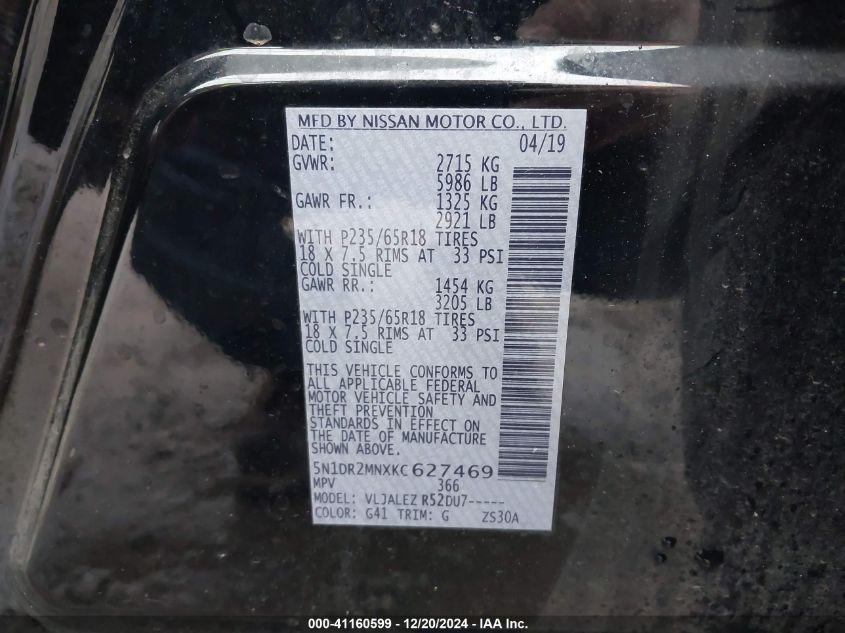 MFD BY NISSAN MOTOR CO., LTD.
DATE: 04/19
GVWR: 2715 KG
5986 LB
GAWR FR.: 1325 KG
2921 LB
WITH P235/65R18 TIRES
18 X 7.5 RIMS AT 33 PSI
COLD SINGLE
GAWR RR.: 1454 KG
3205 LB
WITH P235/65R18 TIRES
18 X 7.5 RIMS AT 33 PSI
COLD SINGLE
THIS VEHICLE CONFORMS TO
ALL APPLICABLE FEDERAL
MOTOR VEHICLE SAFETY AND
THEFT PREVENTION
STANDARDS IN EFFECT ON
THE DATE OF MANUFACTURE
SHOWN ABOVE.
5N1DR2MNXKC627469
MPV 366
MODEL: VLJALEZ R52DU7-----
COLOR: G41 TRIM: G ZS30A
000-41160599 - 12/20/2024 - IAA Inc.